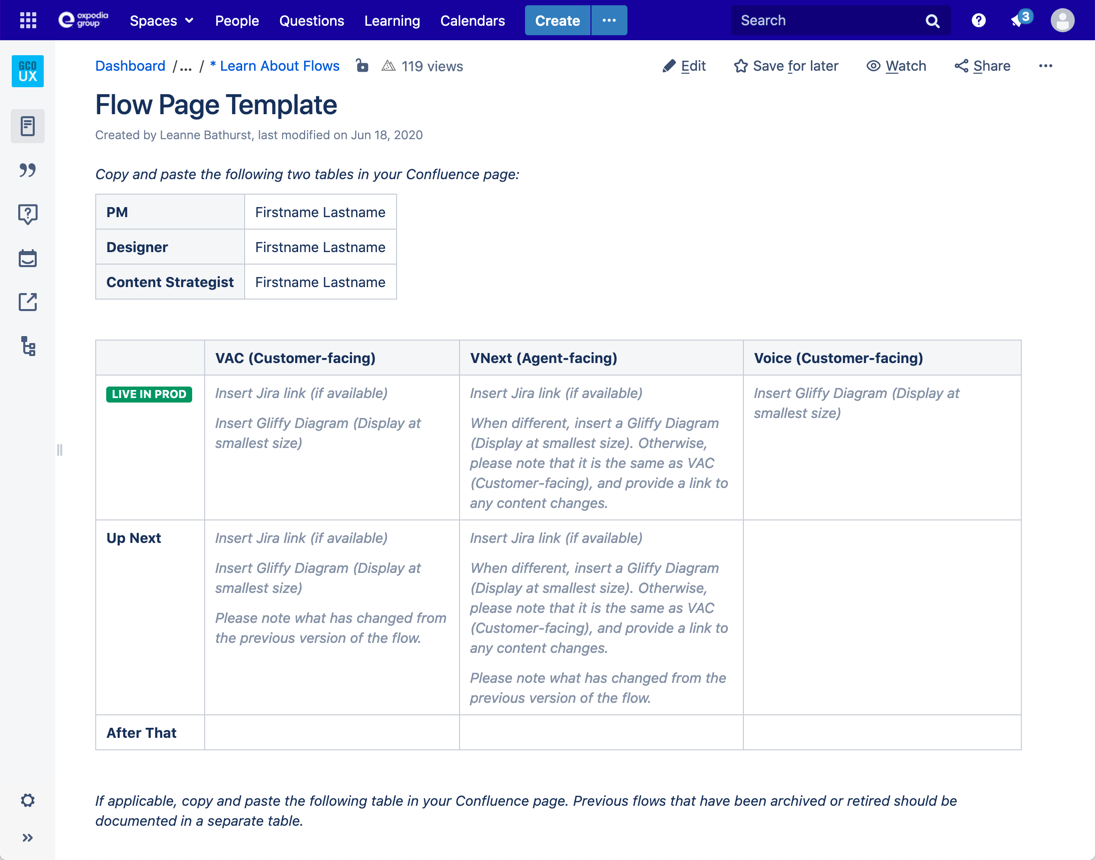 expedia group
Spaces
People
Questions
Learning
Calendars
Create
Search
3
GCO
UX
Dashboard / ... / * Learn About Flows
119 views
Edit
Save for later
Watch
Share
Flow Page Template
Created by Leanne Bathurst, last modified on Jun 18, 2020
Copy and paste the following two tables in your Confluence page:
PM Firstname Lastname
Designer Firstname Lastname
Content Strategist Firstname Lastname
VAC (Customer-facing)
VNext (Agent-facing)
Voice (Customer-facing)
LIVE IN PROD
Insert Jira link (if available)
Insert Gliffy Diagram (Display at
smallest size)
Insert Jira link (if available)
When different, insert a Gliffy Diagram
(Display at smallest size). Otherwise,
please note that it is the same as VAC
(Customer-facing), and provide a link to
any content changes.
Insert Gliffy Diagram (Display at
smallest size)
Up Next
Insert Jira link (if available)
Insert Gliffy Diagram (Display at
smallest size)
Please note what has changed from
the previous version of the flow.
Insert Jira link (if available)
When different, insert a Gliffy Diagram
(Display at smallest size). Otherwise,
please note that it is the same as VAC
(Customer-facing), and provide a link to
any content changes.
Please note what has changed from the
previous version of the flow.
After That
If applicable, copy and paste the following table in your Confluence page. Previous flows that have been archived or retired should be
documented in a separate table.